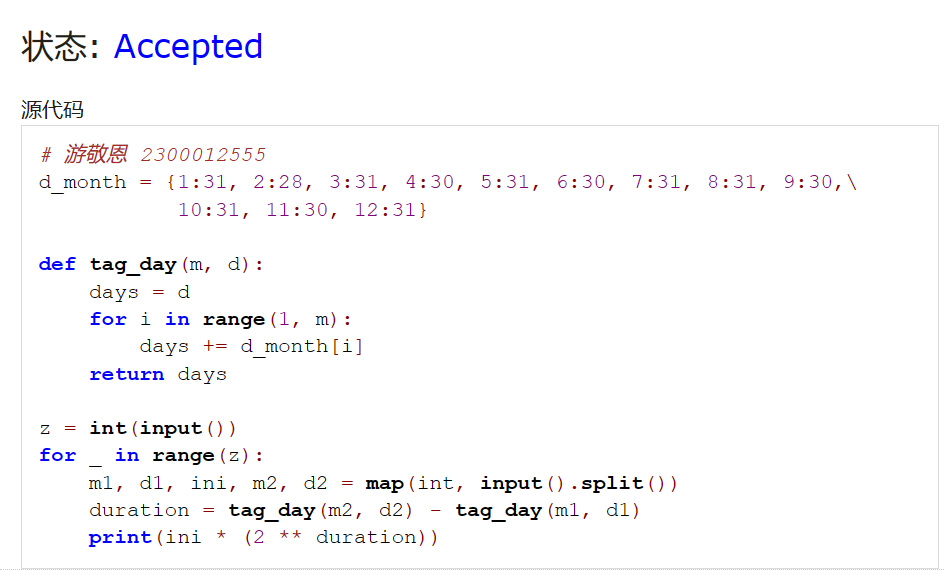 状态: Accepted
源代码
# 游敬恩 2300012555
d_month = {1:31, 2:28, 3:31, 4:30, 5:31, 6:30, 7:31, 8:31, 9:30,\
           10:31, 11:30, 12:31}
def tag_day(m, d):
    days = d
    for i in range(1, m):
        days += d_month[i]
    return days
z = int(input())
for _ in range(z):
    m1, d1, ini, m2, d2 = map(int, input().split())
    duration = tag_day(m2, d2) - tag_day(m1, d1)
    print(ini * (2 ** duration))